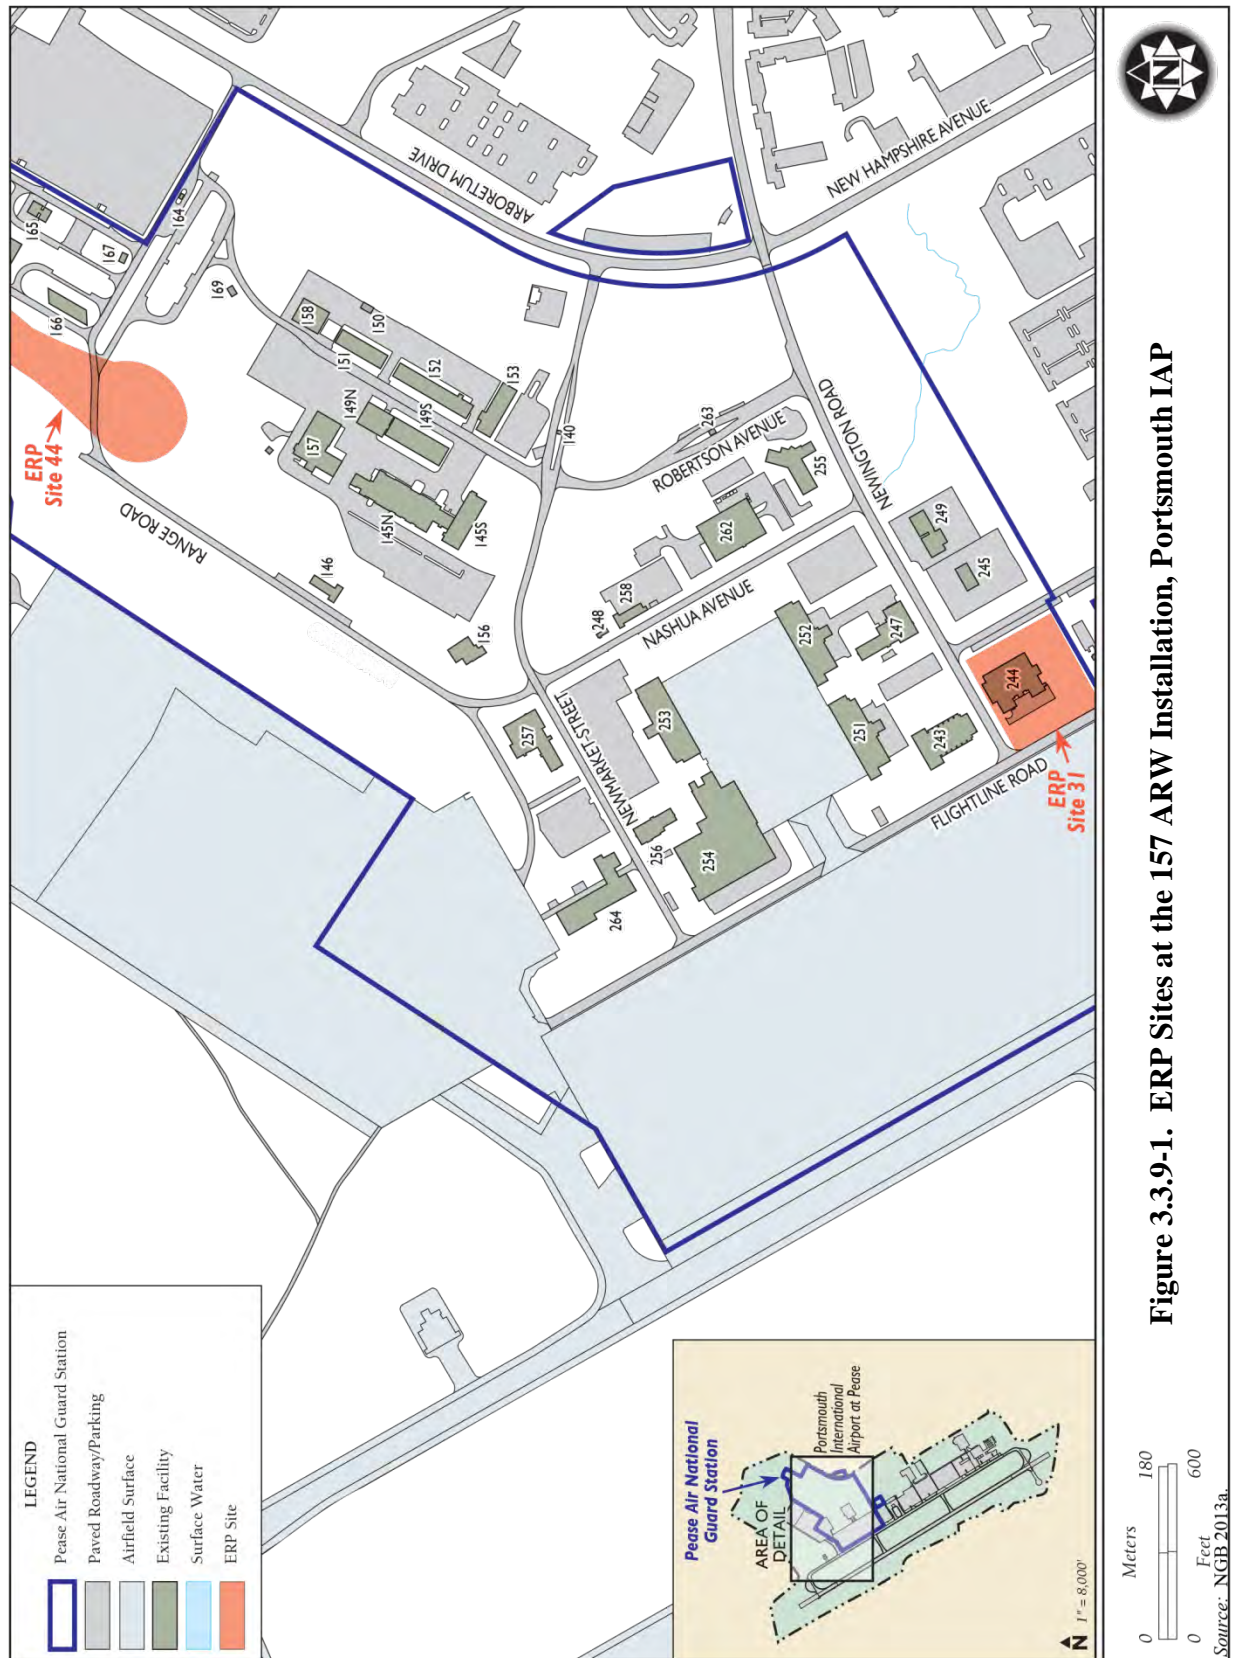 LEGEND
Pease Air National Guard Station
Paved Roadway/Parking
Airfield Surface
Existing Facility
Surface Water
ERP Site
ERP
Site 44
165
167
164
166
169
158
150
151
152
153
149N
149S
157
145N
145S
140
146
156
RANGE ROAD
ARBORETUM DRIVE
NEW HAMPSHIRE AVENUE
NEWINGTON ROAD
ROBERTSON AVENUE
263
255
262
258
248
NASHUA AVENUE
NEWMARKET STREET
257
253
256
254
264
252
247
251
243
249
245
244
FLIGHTLINE ROAD
ERP
Site 31
Pease Air National
Guard Station
AREA OF
DETAIL
Portsmouth
International
Airport at Pease
N
1" = 8,000'
Figure 3.3.9-1. ERP Sites at the 157 ARW Installation, Portsmouth IAP
N
Meters
0 180
0 600
Feet
Source: NGB 2013a.